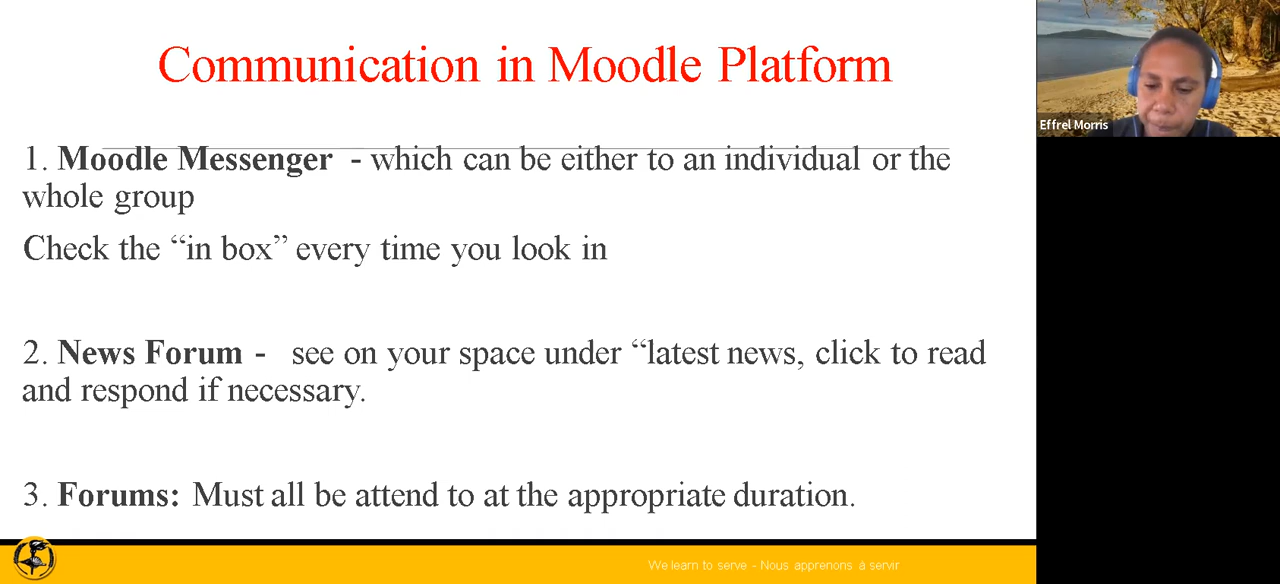 Communication in Moodle Platform
Effrel Morris
1. Moodle Messenger - which can be either to an individual or the
whole group
Check the “in box” every time you look in
2. News Forum - see on your space under “latest news, click to read
and respond if necessary.
3. Forums: Must all be attend to at the appropriate duration.
We learn to serve - Nous apprenons à servir